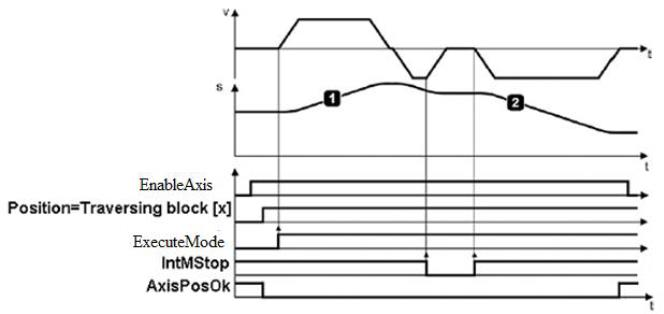 v
t
s
1
2
t
EnableAxis
Position=Traversing block [x]
ExecuteMode
IntMStop
AxisPosOk
t